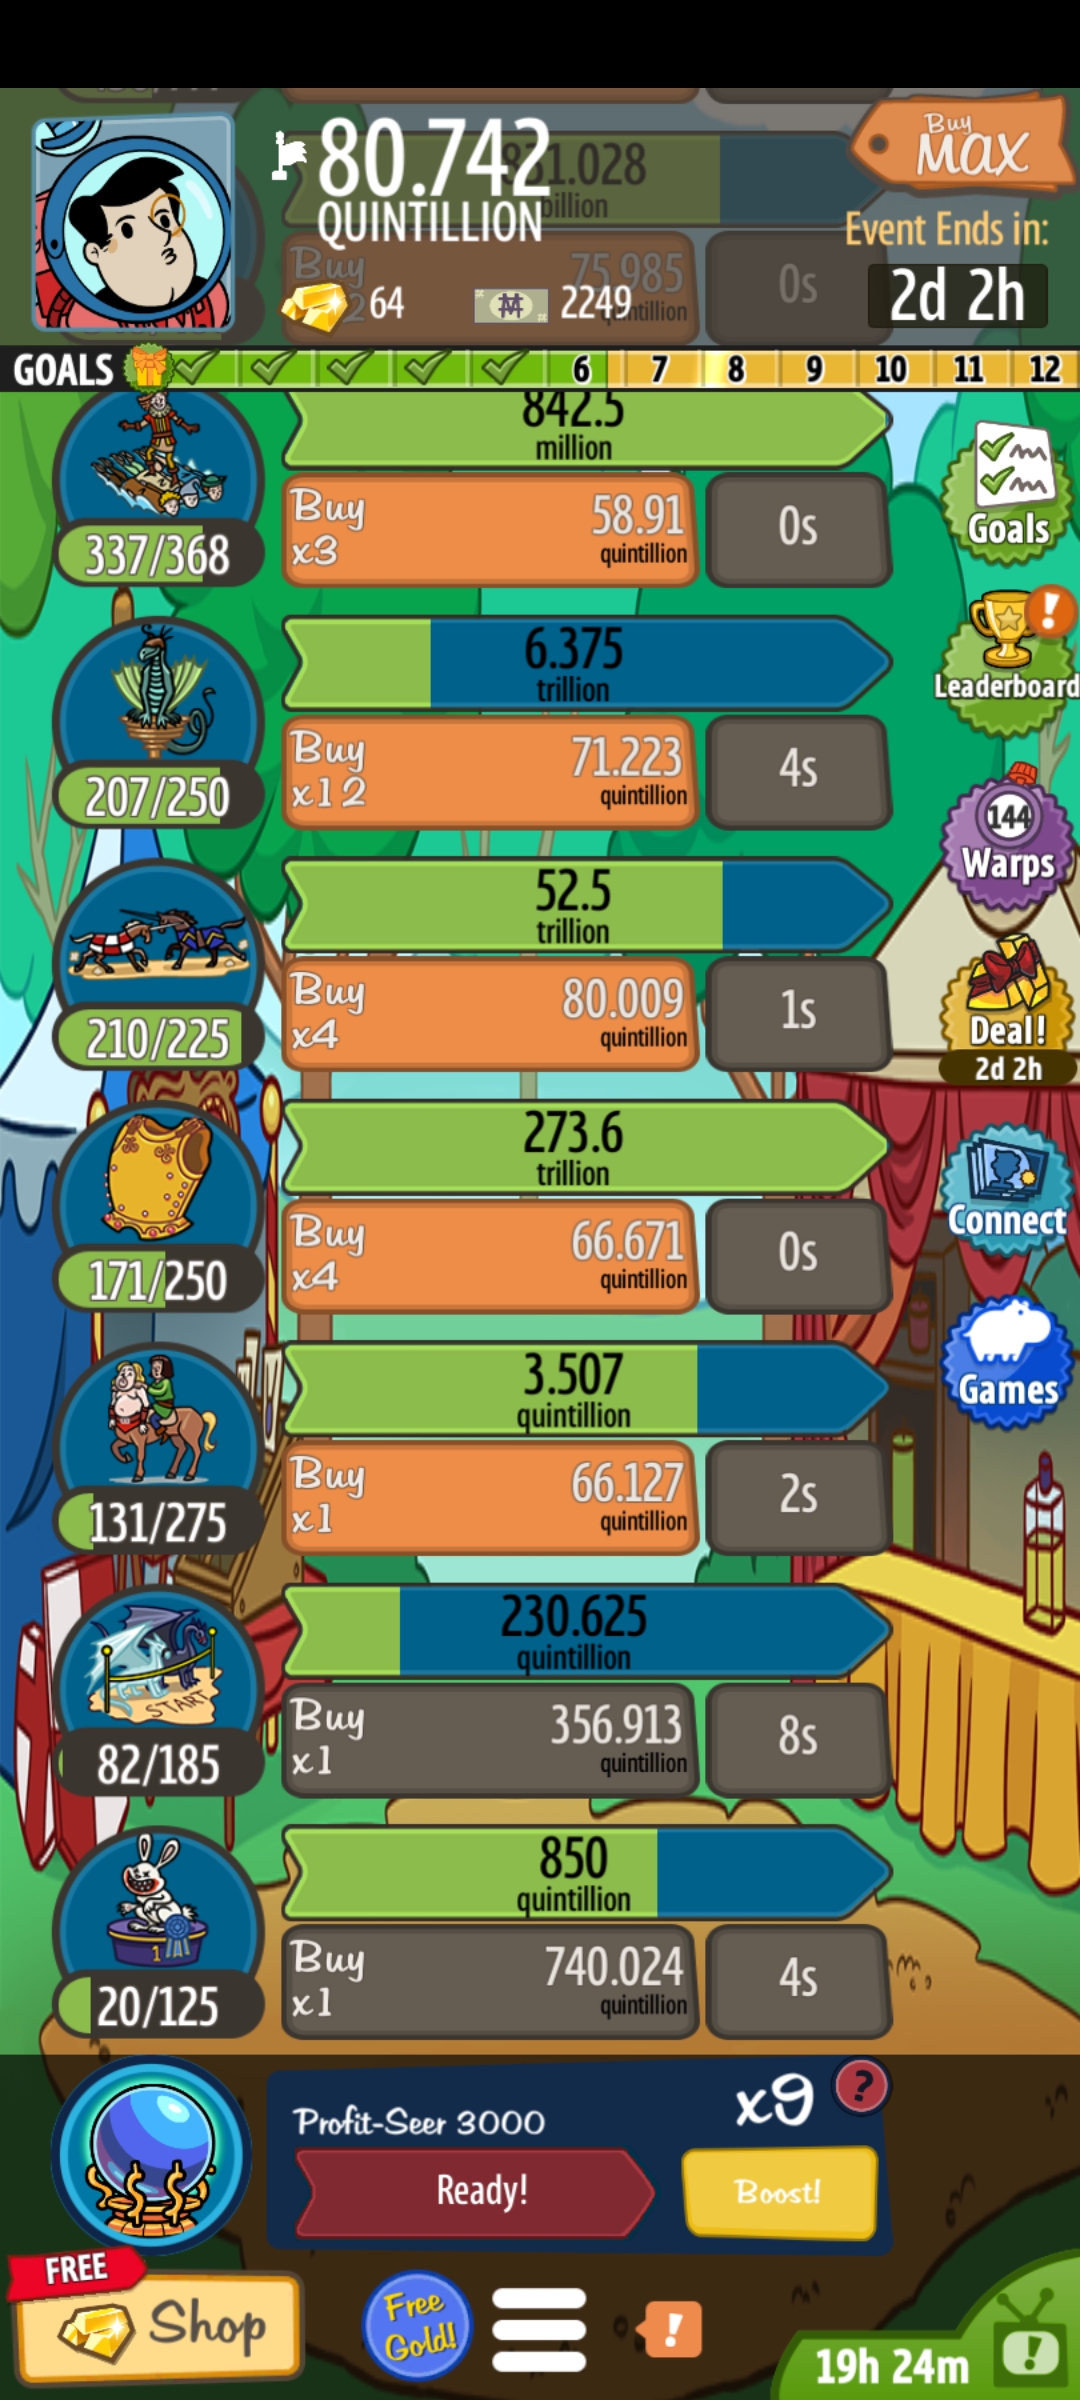 80.742
QUINTILLION
64
2249
Buy
MAX
Event Ends in:
2d 2h
831.028
billion
Buy
75.985
quintillion
0s
GOALS
6 7 8 9 10 11 12
842.5
million
337/368
Buy
x3
58.91
quintillion
0s
Goals
6.375
trillion
207/250
Buy
x12
71.223
quintillion
4s
!
Leaderboard
144
Warps
52.5
trillion
210/225
Buy
x4
80.009
quintillion
1s
Deal!
2d 2h
273.6
trillion
171/250
Buy
x4
66.671
quintillion
0s
Connect
3.507
quintillion
131/275
Buy
x1
66.127
quintillion
2s
Games
230.625
quintillion
START
82/185
Buy
x1
356.913
quintillion
8s
850
quintillion
1
20/125
Buy
x1
740.024
quintillion
4s
Profit-Seer 3000
x9
?
Ready!
Boost!
FREE
Shop
Free
Gold!
!
19h 24m
!